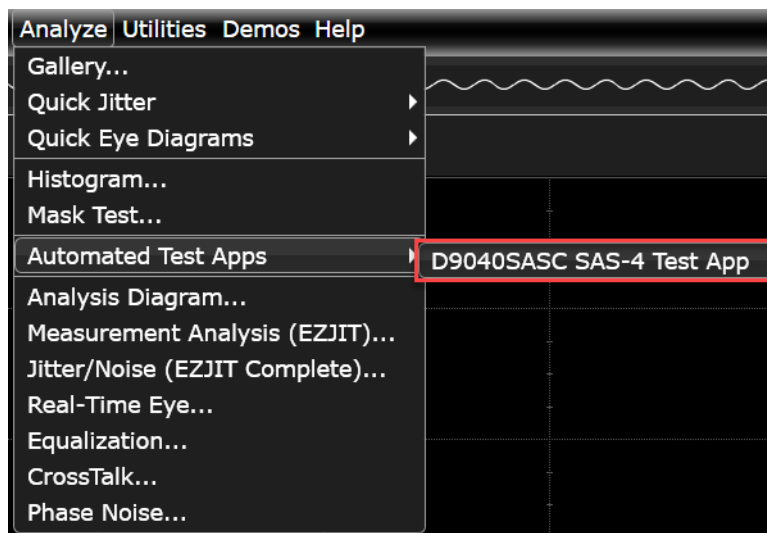 Analyze Utilities Demos Help
Gallery...
Quick Jitter
Quick Eye Diagrams
Histogram...
Mask Test...
Automated Test Apps
D9040SASC SAS-4 Test App
Analysis Diagram...
Measurement Analysis (EZJIT)...
Jitter/Noise (EZJIT Complete)...
Real-Time Eye...
Equalization...
CrossTalk...
Phase Noise...